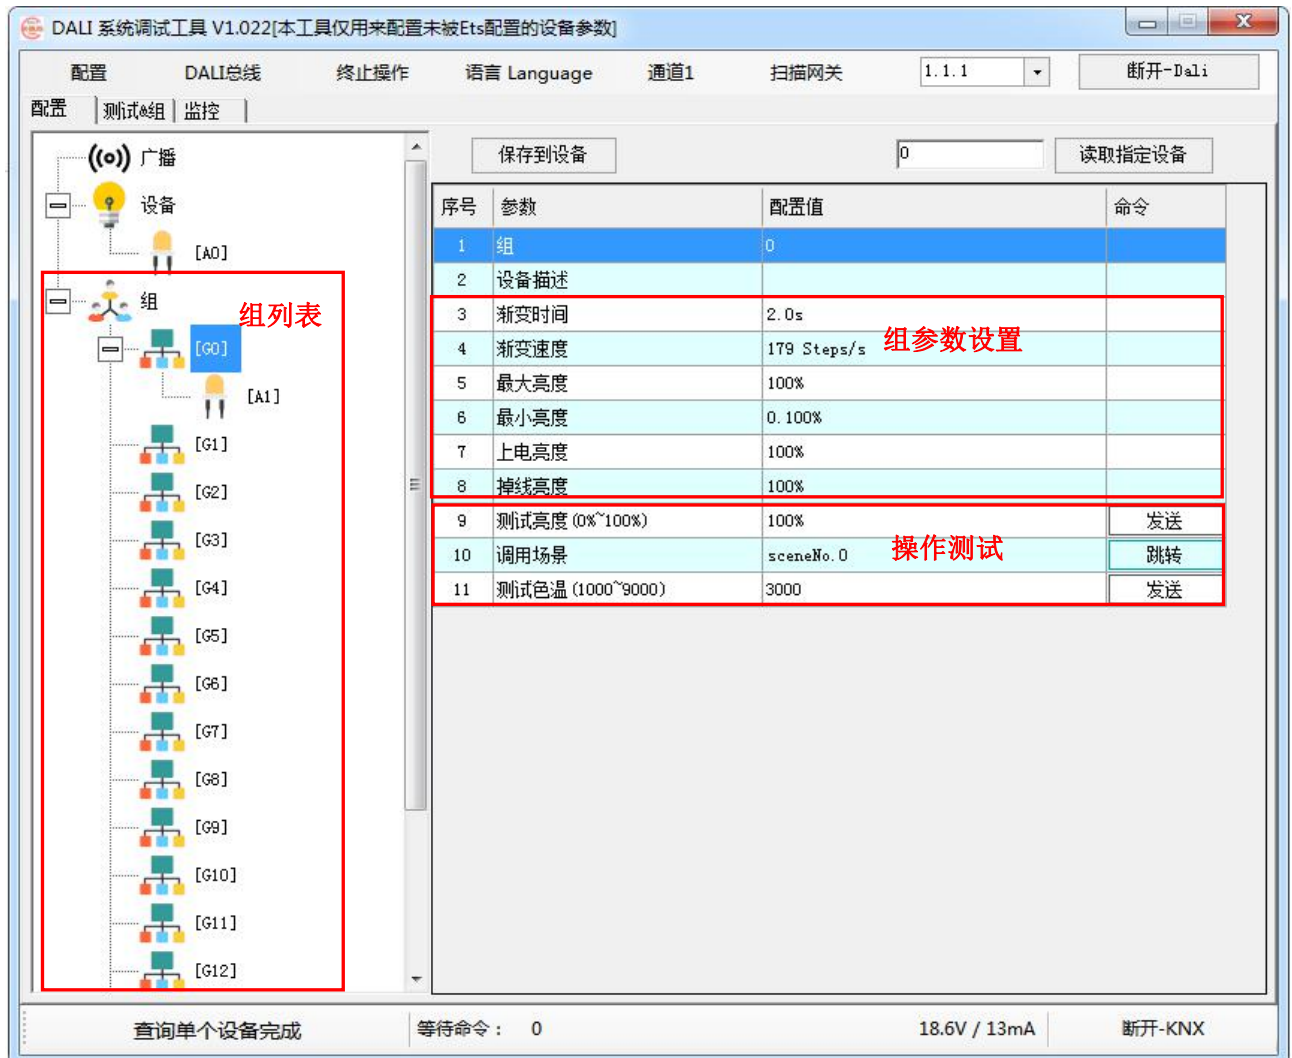 DALI 系统调试工具 V1.022[本工具仅用来配置未被Ets配置的设备参数]
配置 DALI总线 终止操作 语言 Language 通道1 扫描网关 1.1.1 断开-Dali
配置 测试&组 监控
保存到设备 0 读取指定设备
广播
设备
[A0]
组
组列表
[G0]
[A1]
[G1]
[G2]
[G3]
[G4]
[G5]
[G6]
[G7]
[G8]
[G9]
[G10]
[G11]
[G12]
序号 参数 配置值 命令
1 组 0
2 设备描述
3 渐变时间 2.0s
组参数设置
4 渐变速度 179 Steps/s
5 最大亮度 100%
6 最小亮度 0.100%
7 上电亮度 100%
8 掉线亮度 100%
9 测试亮度(0%~100%) 100% 发送
操作测试
10 调用场景 sceneNo.0 跳转
11 测试色温(1000~9000) 3000 发送
查询单个设备完成 等待命令： 0 18.6V / 13mA 断开-KNX